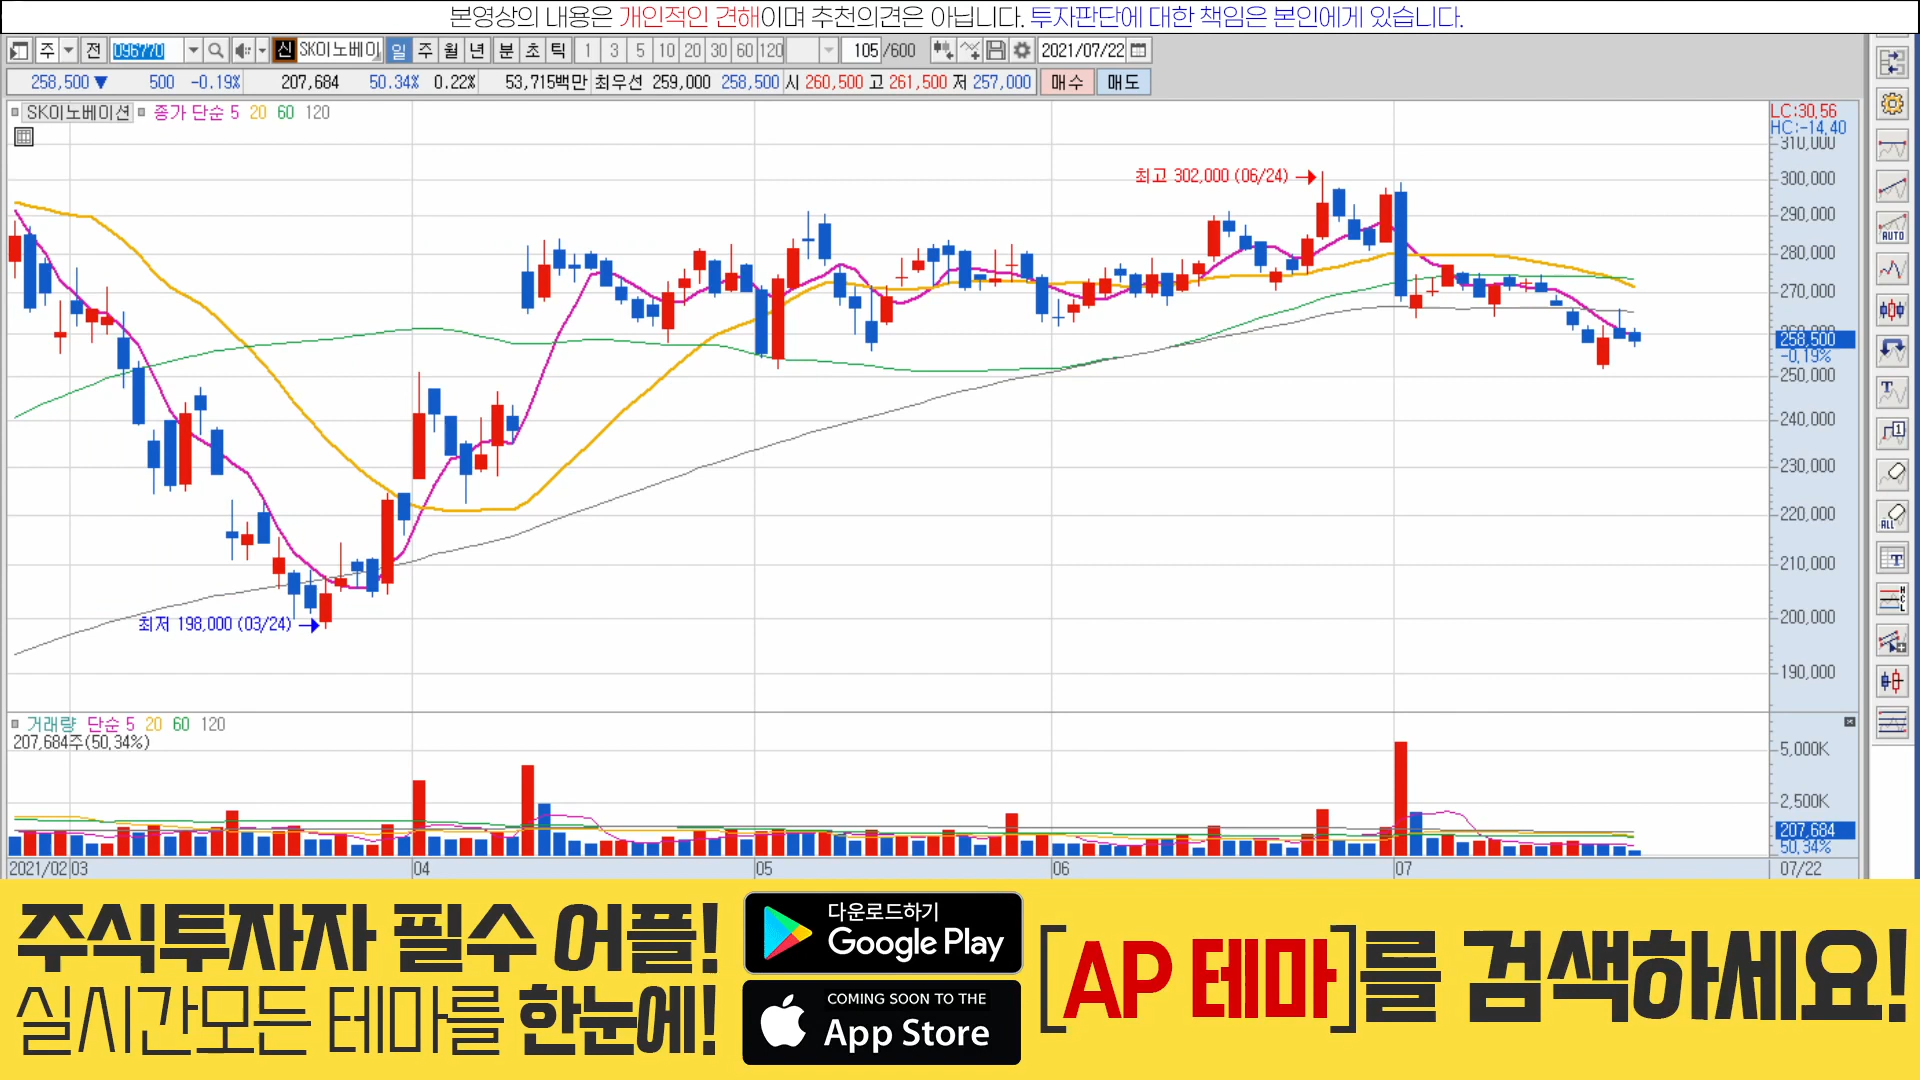 본영상의 내용은 개인적인 견해이며 추천의견은 아닙니다. 투자판단에 대한 책임은 본인에게 있습니다.
주 전 096770 신 SK이노베이 일 주 월 년 분 초 틱 1 3 5 10 20 30 60 120 105 /600 2021/07/22
258,500 ▼ 500 -0.19% 207,684 50.34% 0.22% 53,715백만 최우선 259,000 258,500 시 260,500 고 261,500 저 257,000 매수 매도
SK이노베이션 종가 단순 5 20 60 120
LC:30.56
HC:-14.40
310,000
최고 302,000 (06/24) →
300,000
290,000
280,000
270,000
260,000
258,500
-0.19%
250,000
240,000
230,000
220,000
210,000
최저 198,000 (03/24) →
200,000
190,000
거래량 단순 5 20 60 120
207,684주(50.34%)
5,000K
2,500K
207,684
50.34%
2021/02 03 04 05 06 07 07/22
AUTO
T
1
ALL
T
H
C
L
주식투자자 필수 어플!
실시간모든 테마를 한눈에!
다운로드하기
Google Play
COMING SOON TO THE
App Store
[AP 테마]를 검색하세요!